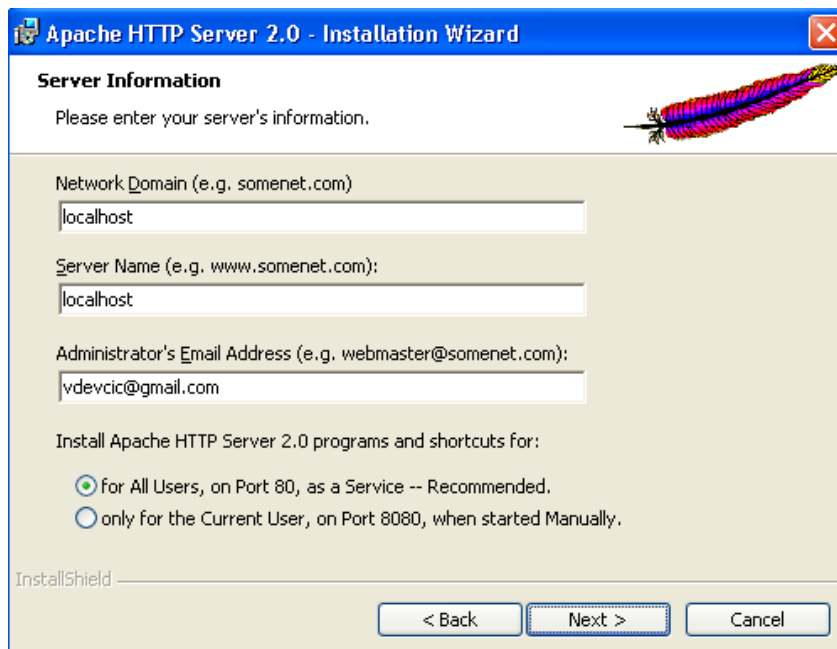 Apache HTTP Server 2.0 - Installation Wizard
Server Information
Please enter your server's information.
Network Domain (e.g. somenet.com)
localhost
Server Name (e.g. www.somenet.com):
localhost
Administrator's Email Address (e.g. webmaster@somenet.com):
vdevcic@gmail.com
Install Apache HTTP Server 2.0 programs and shortcuts for:
for All Users, on Port 80, as a Service -- Recommended.
only for the Current User, on Port 8080, when started Manually.
InstallShield
< Back Next > Cancel